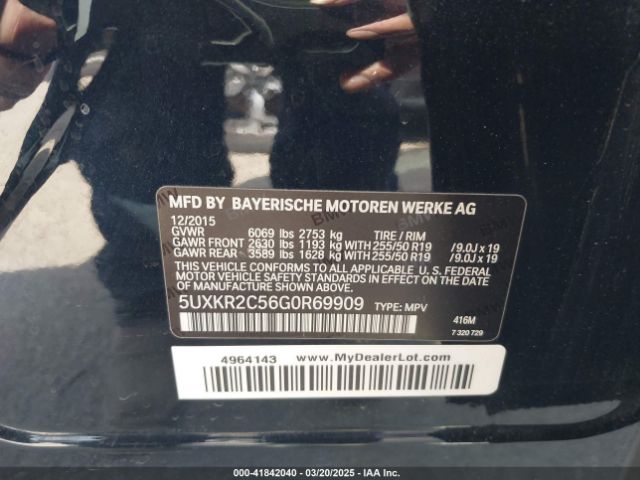 MFD BY BAYERISCHE MOTOREN WERKE AG
12/2015
GVWR 6069 lbs 2753 kg TIRE / RIM
GAWR FRONT 2630 lbs 1193 kg WITH 255/50 R19 /9.0J x 19
GAWR REAR 3589 lbs 1628 kg WITH 255/50 R19 /9.0J x 19
THIS VEHICLE CONFORMS TO ALL APPLICABLE U. S. FEDERAL
MOTOR VEHICLE SAFETY STANDARDS IN EFFECT ON THE DATE OF
MANUFACTURE SHOWN ABOVE.
5UXKR2C56G0R69909 TYPE: MPV
416M
7 320 729
4964143 www.MyDealerLot.com
000-41842040 - 03/20/2025 - IAA Inc.